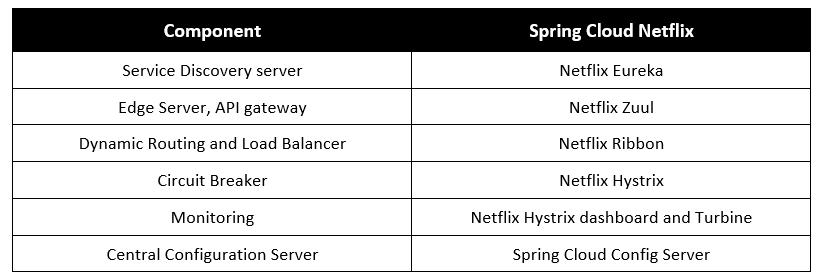 Component Spring Cloud Netflix
Service Discovery server Netflix Eureka
Edge Server, API gateway Netflix Zuul
Dynamic Routing and Load Balancer Netflix Ribbon
Circuit Breaker Netflix Hystrix
Monitoring Netflix Hystrix dashboard and Turbine
Central Configuration Server Spring Cloud Config Server